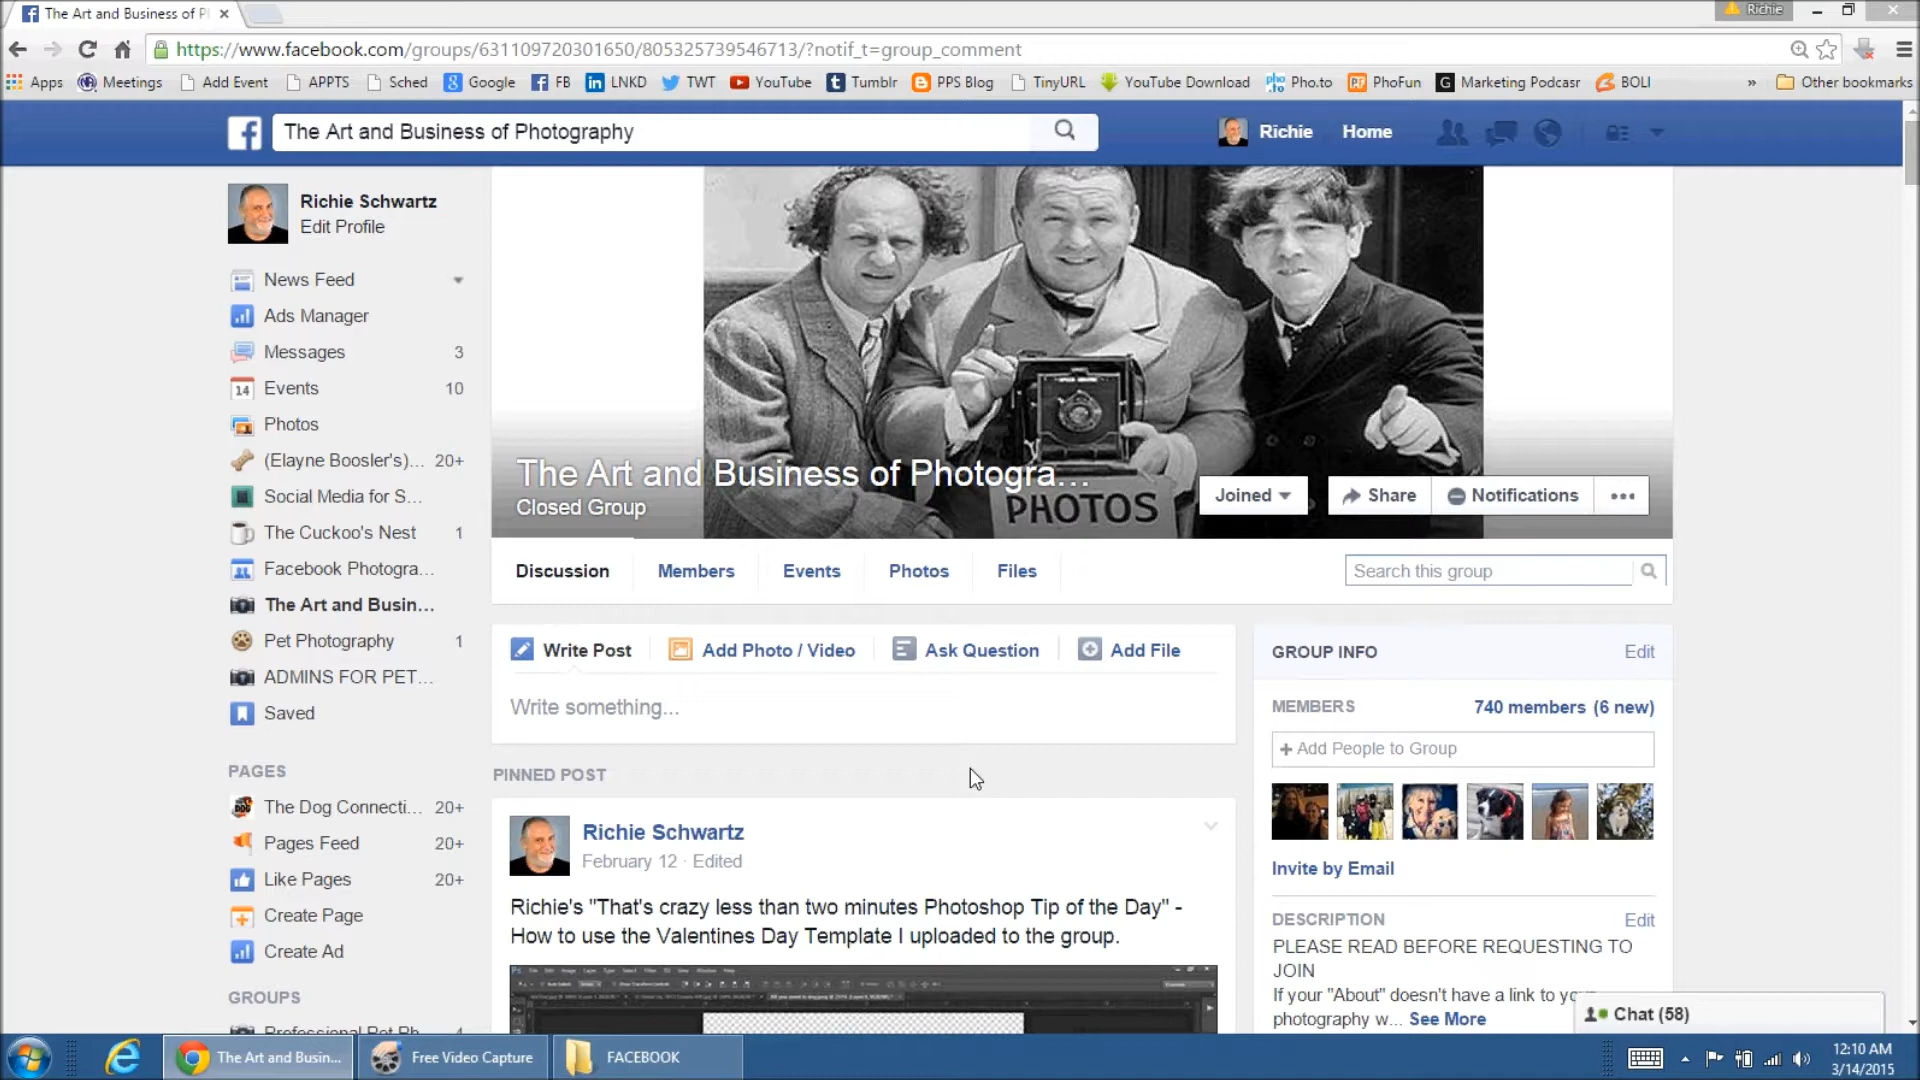 The Art and Business of P
Richie
https://www.facebook.com/groups/631109720301650/805325739546713/?notif_t=group_comment
Apps Meetings Add Event APPTS Sched Google FB LNKD TWT YouTube Tumblr PPS Blog TinyURL YouTube Download Pho.to PhoFun Marketing Podcasr BOLI » Other bookmarks
The Art and Business of Photography
Richie Home
Richie Schwartz
Edit Profile
News Feed
Ads Manager
Messages 3
14 Events 10
Photos
(Elayne Boosler's)... 20+
Social Media for S...
The Cuckoo's Nest 1
Facebook Photogra...
The Art and Busin...
Pet Photography 1
ADMINS FOR PET...
Saved
PAGES
The Dog Connecti... 20+
Pages Feed 20+
Like Pages 20+
Create Page
Create Ad
GROUPS
Professional Pet Ph... 4
The Art and Business of Photogra...
Closed Group
PHOTOS
Joined Share Notifications ...
Discussion Members Events Photos Files
Search this group
Write Post Add Photo / Video Ask Question Add File
Write something...
PINNED POST
Richie Schwartz
February 12 · Edited
Richie's "That's crazy less than two minutes Photoshop Tip of the Day" -
How to use the Valentines Day Template I uploaded to the group.
GROUP INFO Edit
MEMBERS 740 members (6 new)
+ Add People to Group
Invite by Email
DESCRIPTION Edit
PLEASE READ BEFORE REQUESTING TO
JOIN
If your "About" doesn't have a link to
photography w... See More
Chat (58)
The Art and Busin... Free Video Capture FACEBOOK
12:10 AM
3/14/2015